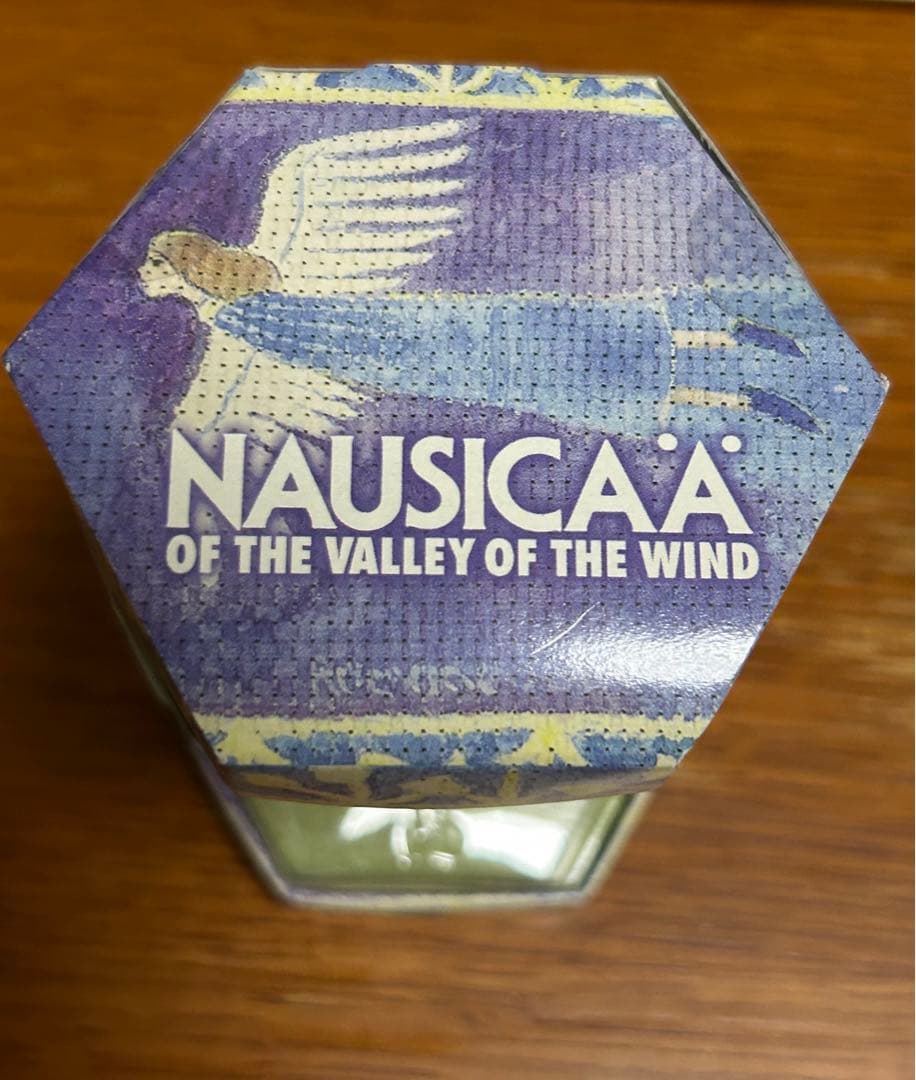 NAUSICAÄ
OF THE VALLEY OF THE WIND